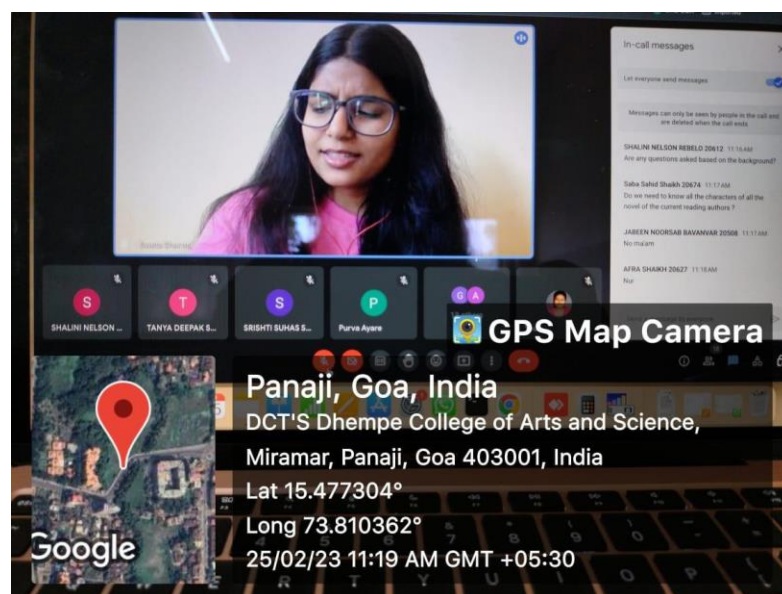 In-call messages
Let everyone send messages
Messages can only be seen by people in the call and
are deleted when the call ends
SHALINI NELSON REBELO 20612 11:16 AM
Are any questions asked based on the background?
Saba Sahid Shaikh 20674 11:17 AM
Do we need to know all the characters of all the
novel of the current reading authors ?
JABEEN NOORSAB BAVANVAR 20508 11:17 AM
No ma'am
AFRA SHAIKH 20627 11:18 AM
S
SHALINI NELSON ...
T
TANYA DEEPAK S...
S
SRISHTI SUHAS S...
P
Purva Ayare
G A
GPS Map Camera
Panaji, Goa, India
DCT'S Dhempe College of Arts and Science,
Miramar, Panaji, Goa 403001, India
Lat 15.477304°
Long 73.810362°
25/02/23 11:19 AM GMT +05:30
Google